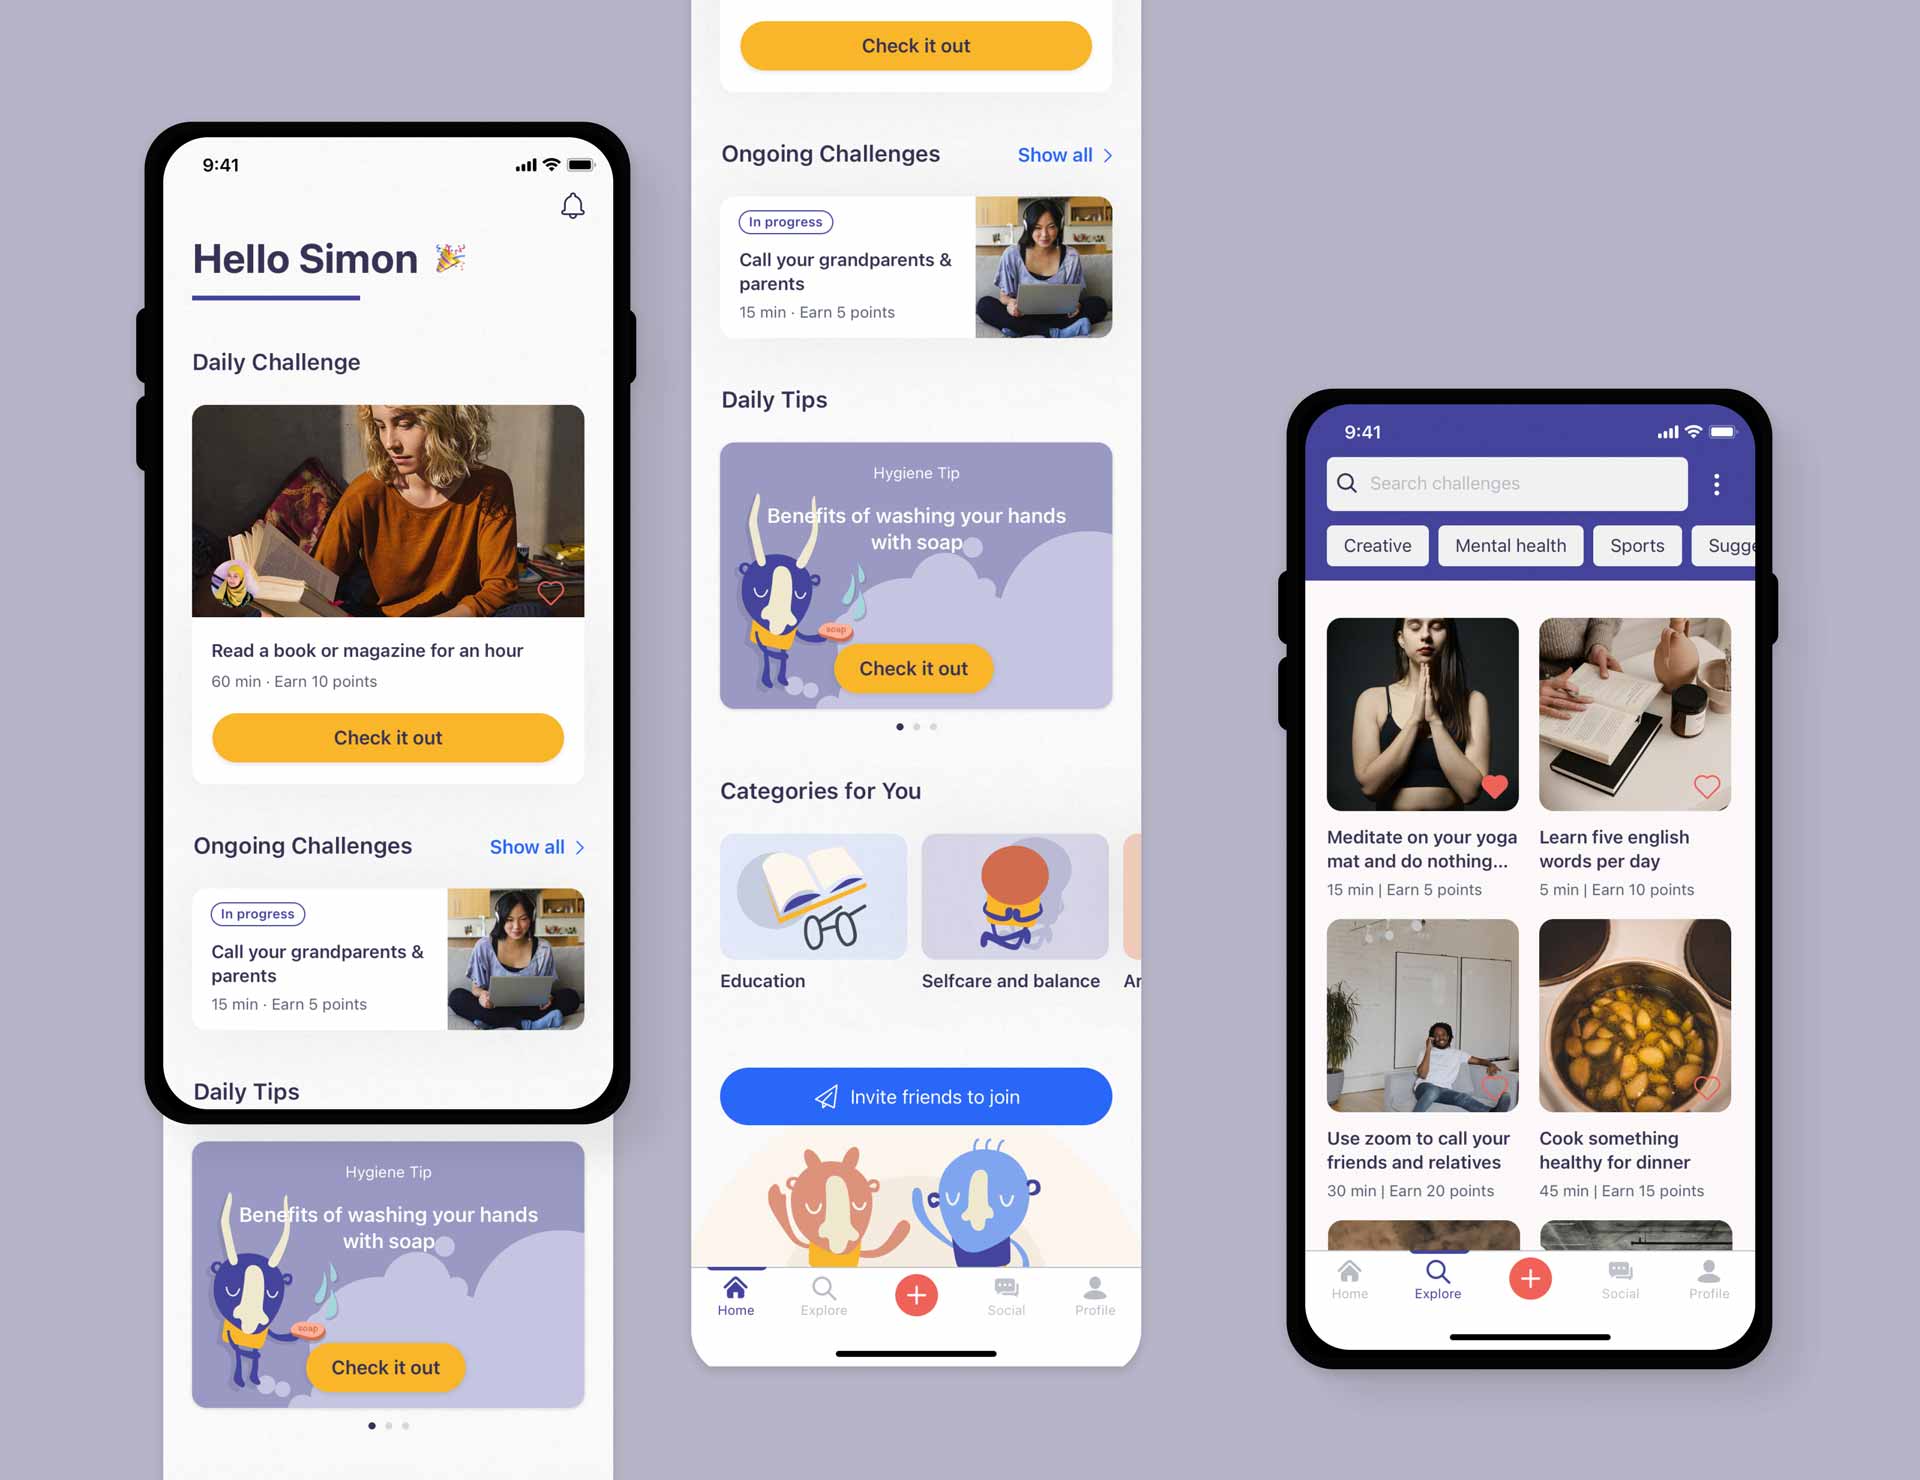 9:41
Hello Simon
Daily Challenge
Read a book or magazine for an hour
60 min · Earn 10 points
Check it out
Ongoing Challenges
Show all
In progress
Call your grandparents &
parents
15 min · Earn 5 points
Daily Tips
Hygiene Tip
Benefits of washing your hands
with soap
soap
Check it out
Check it out
Ongoing Challenges
Show all
In progress
Call your grandparents &
parents
15 min · Earn 5 points
Daily Tips
Hygiene Tip
Benefits of washing your hands
with soap
soap
Check it out
Categories for You
Education
Selfcare and balance
Ar
Invite friends to join
Home
Explore
Social
Profile
9:41
Search challenges
Creative
Mental health
Sports
Sugge
Meditate on your yoga
mat and do nothing...
15 min | Earn 5 points
Learn five english
words per day
5 min | Earn 10 points
Use zoom to call your
friends and relatives
30 min | Earn 20 points
Cook something
healthy for dinner
45 min | Earn 15 points
Home
Explore
Social
Profile